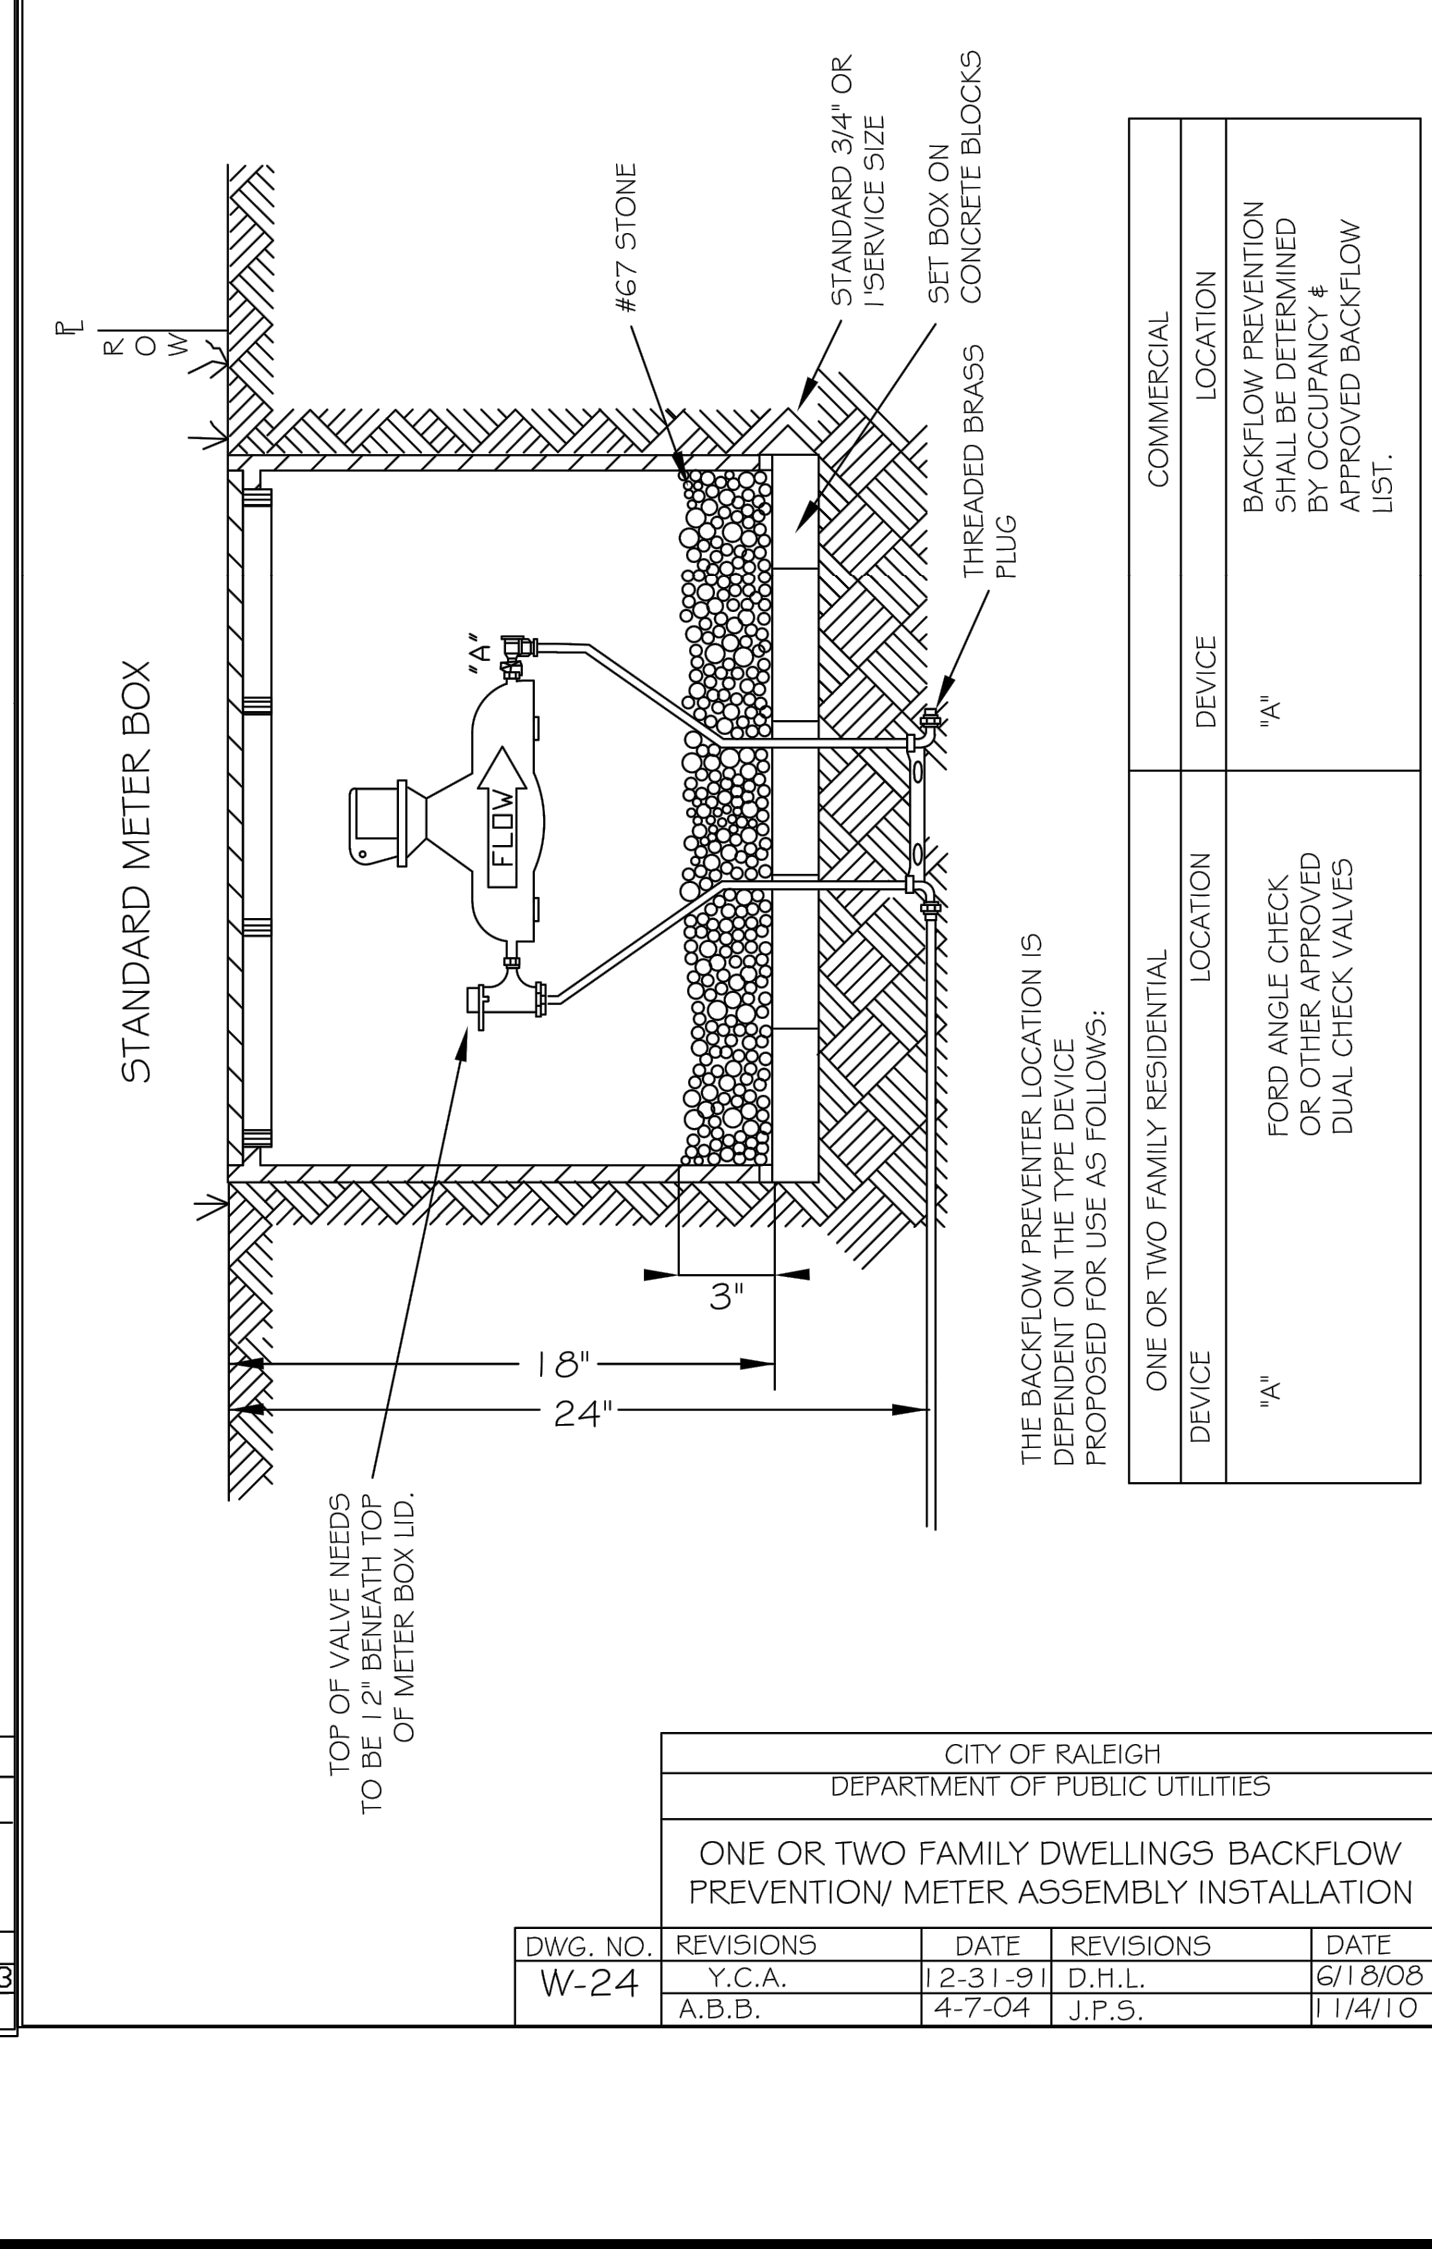 STANDARD METER BOX
PL
R
O
W
"A"
FLOW
#67 STONE
STANDARD 3/4" OR
1'SERVICE SIZE
SET BOX ON
CONCRETE BLOCKS
THREADED BRASS
PLUG
3"
18"
24"
TOP OF VALVE NEEDS
TO BE 12" BENEATH TOP
OF METER BOX LID.
THE BACKFLOW PREVENTER LOCATION IS
DEPENDENT ON THE TYPE DEVICE
PROPOSED FOR USE AS FOLLOWS:
ONE OR TWO FAMILY RESIDENTIAL
COMMERCIAL
DEVICE
LOCATION
DEVICE
LOCATION
"A"
FORD ANGLE CHECK
OR OTHER APPROVED
DUAL CHECK VALVES
"A"
BACKFLOW PREVENTION
SHALL BE DETERMINED
BY OCCUPANCY &
APPROVED BACKFLOW
LIST.
CITY OF RALEIGH
DEPARTMENT OF PUBLIC UTILITIES
ONE OR TWO FAMILY DWELLINGS BACKFLOW
PREVENTION/ METER ASSEMBLY INSTALLATION
DWG. NO. REVISIONS DATE REVISIONS DATE
W-24 Y.C.A. 12-31-91 D.H.L. 6/18/08
A.B.B. 4-7-04 J.P.S. 11/4/10
3